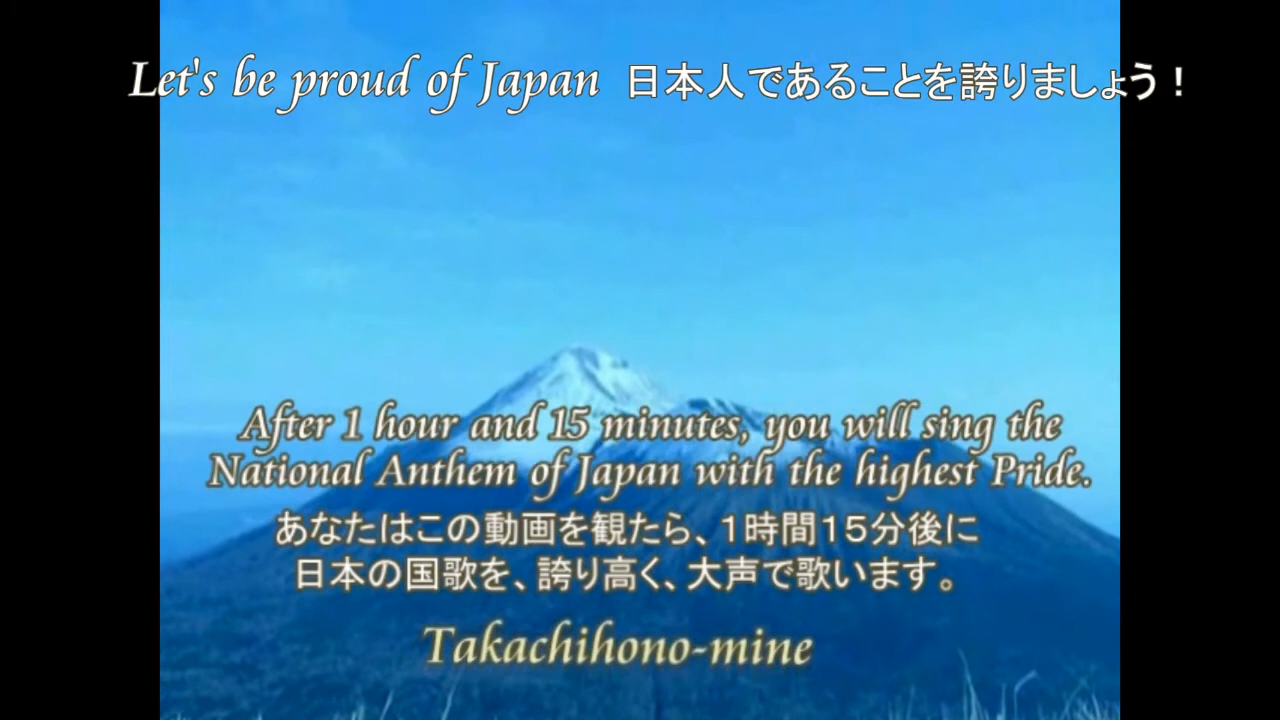 Let's be proud of Japan 日本人であることを誇りましょう！
After 1 hour and 15 minutes, you will sing the
National Anthem of Japan with the highest Pride.
あなたはこの動画を観たら、１時間１５分後に
日本の国歌を、誇り高く、大声で歌います。
Takachihono-mine